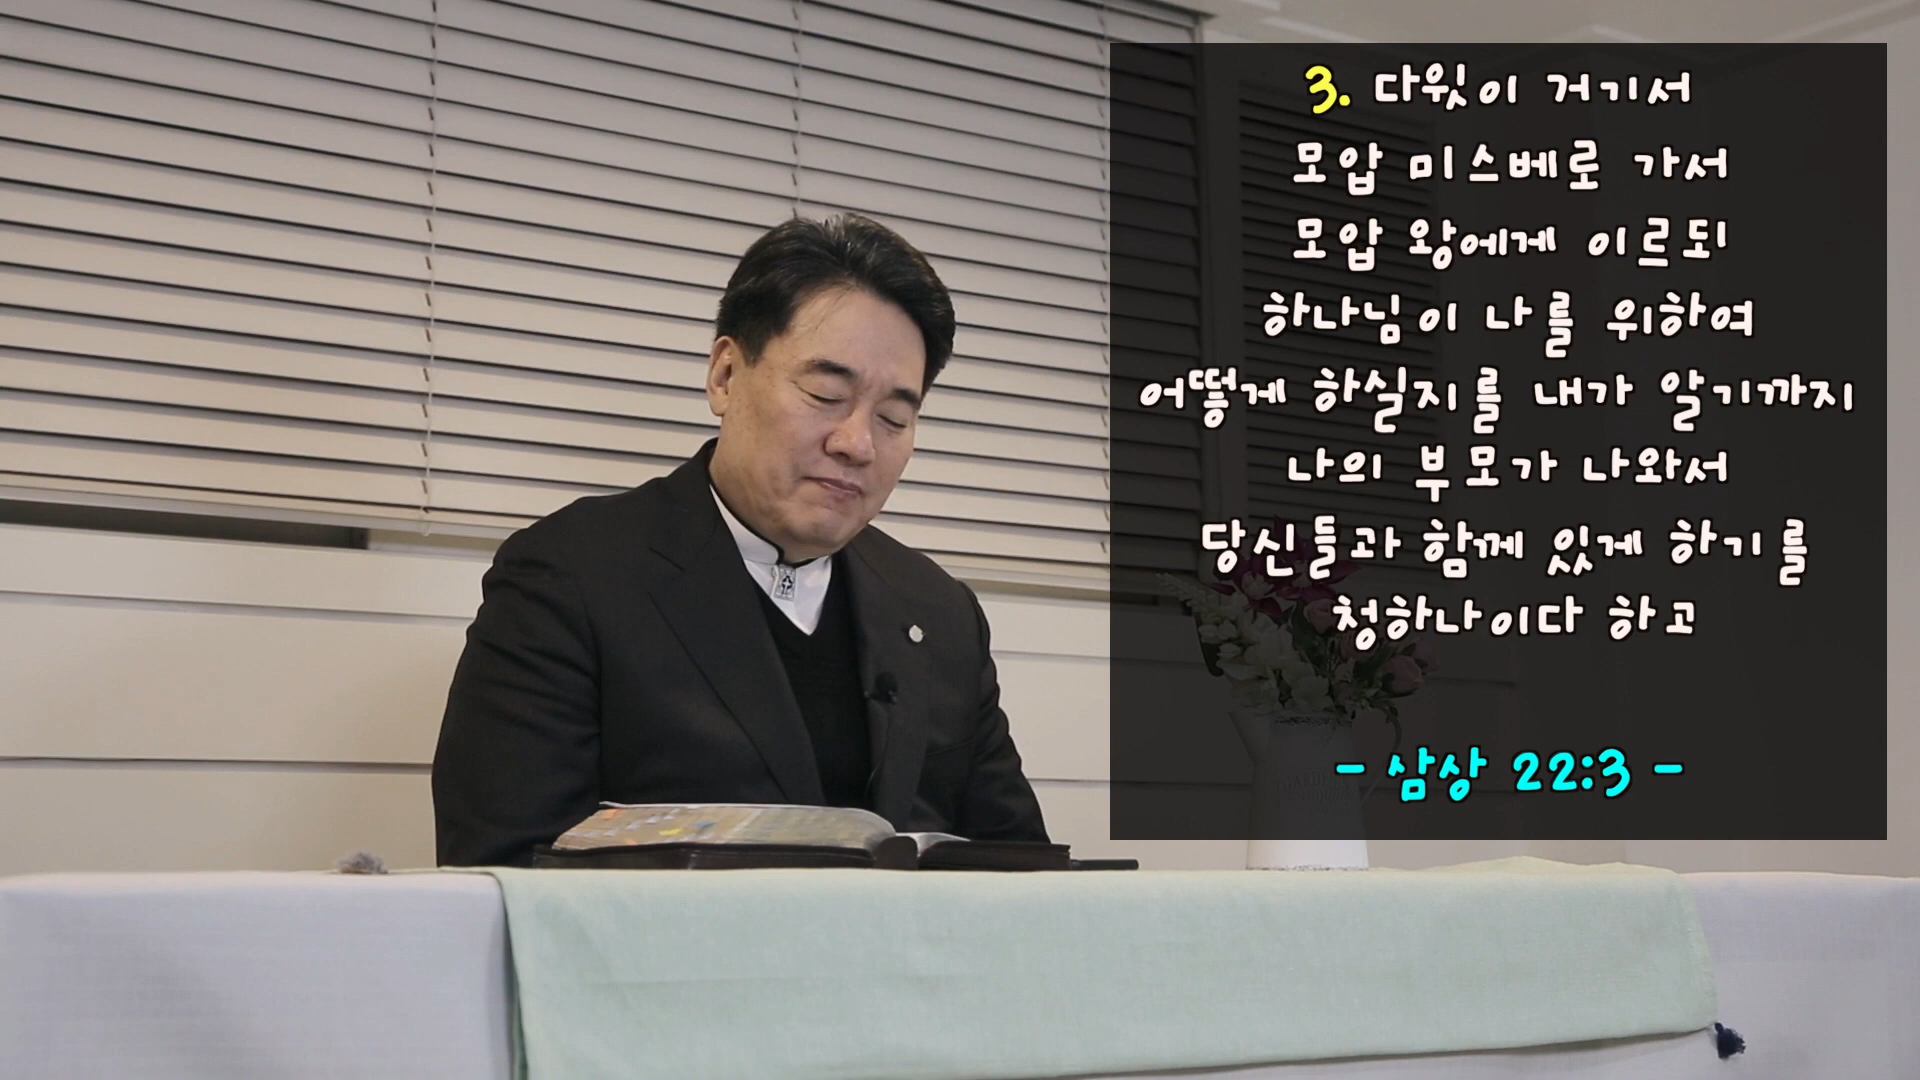 3. 다윗이 거기서
모압 미스베로 가서
모압 왕에게 이르되
하나님이 나를 위하여
어떻게 하실지를 내가 알기까지
나의 부모가 나와서
당신들과 함께 있게 하기를
청하나이다 하고
- 삼상 22:3 -